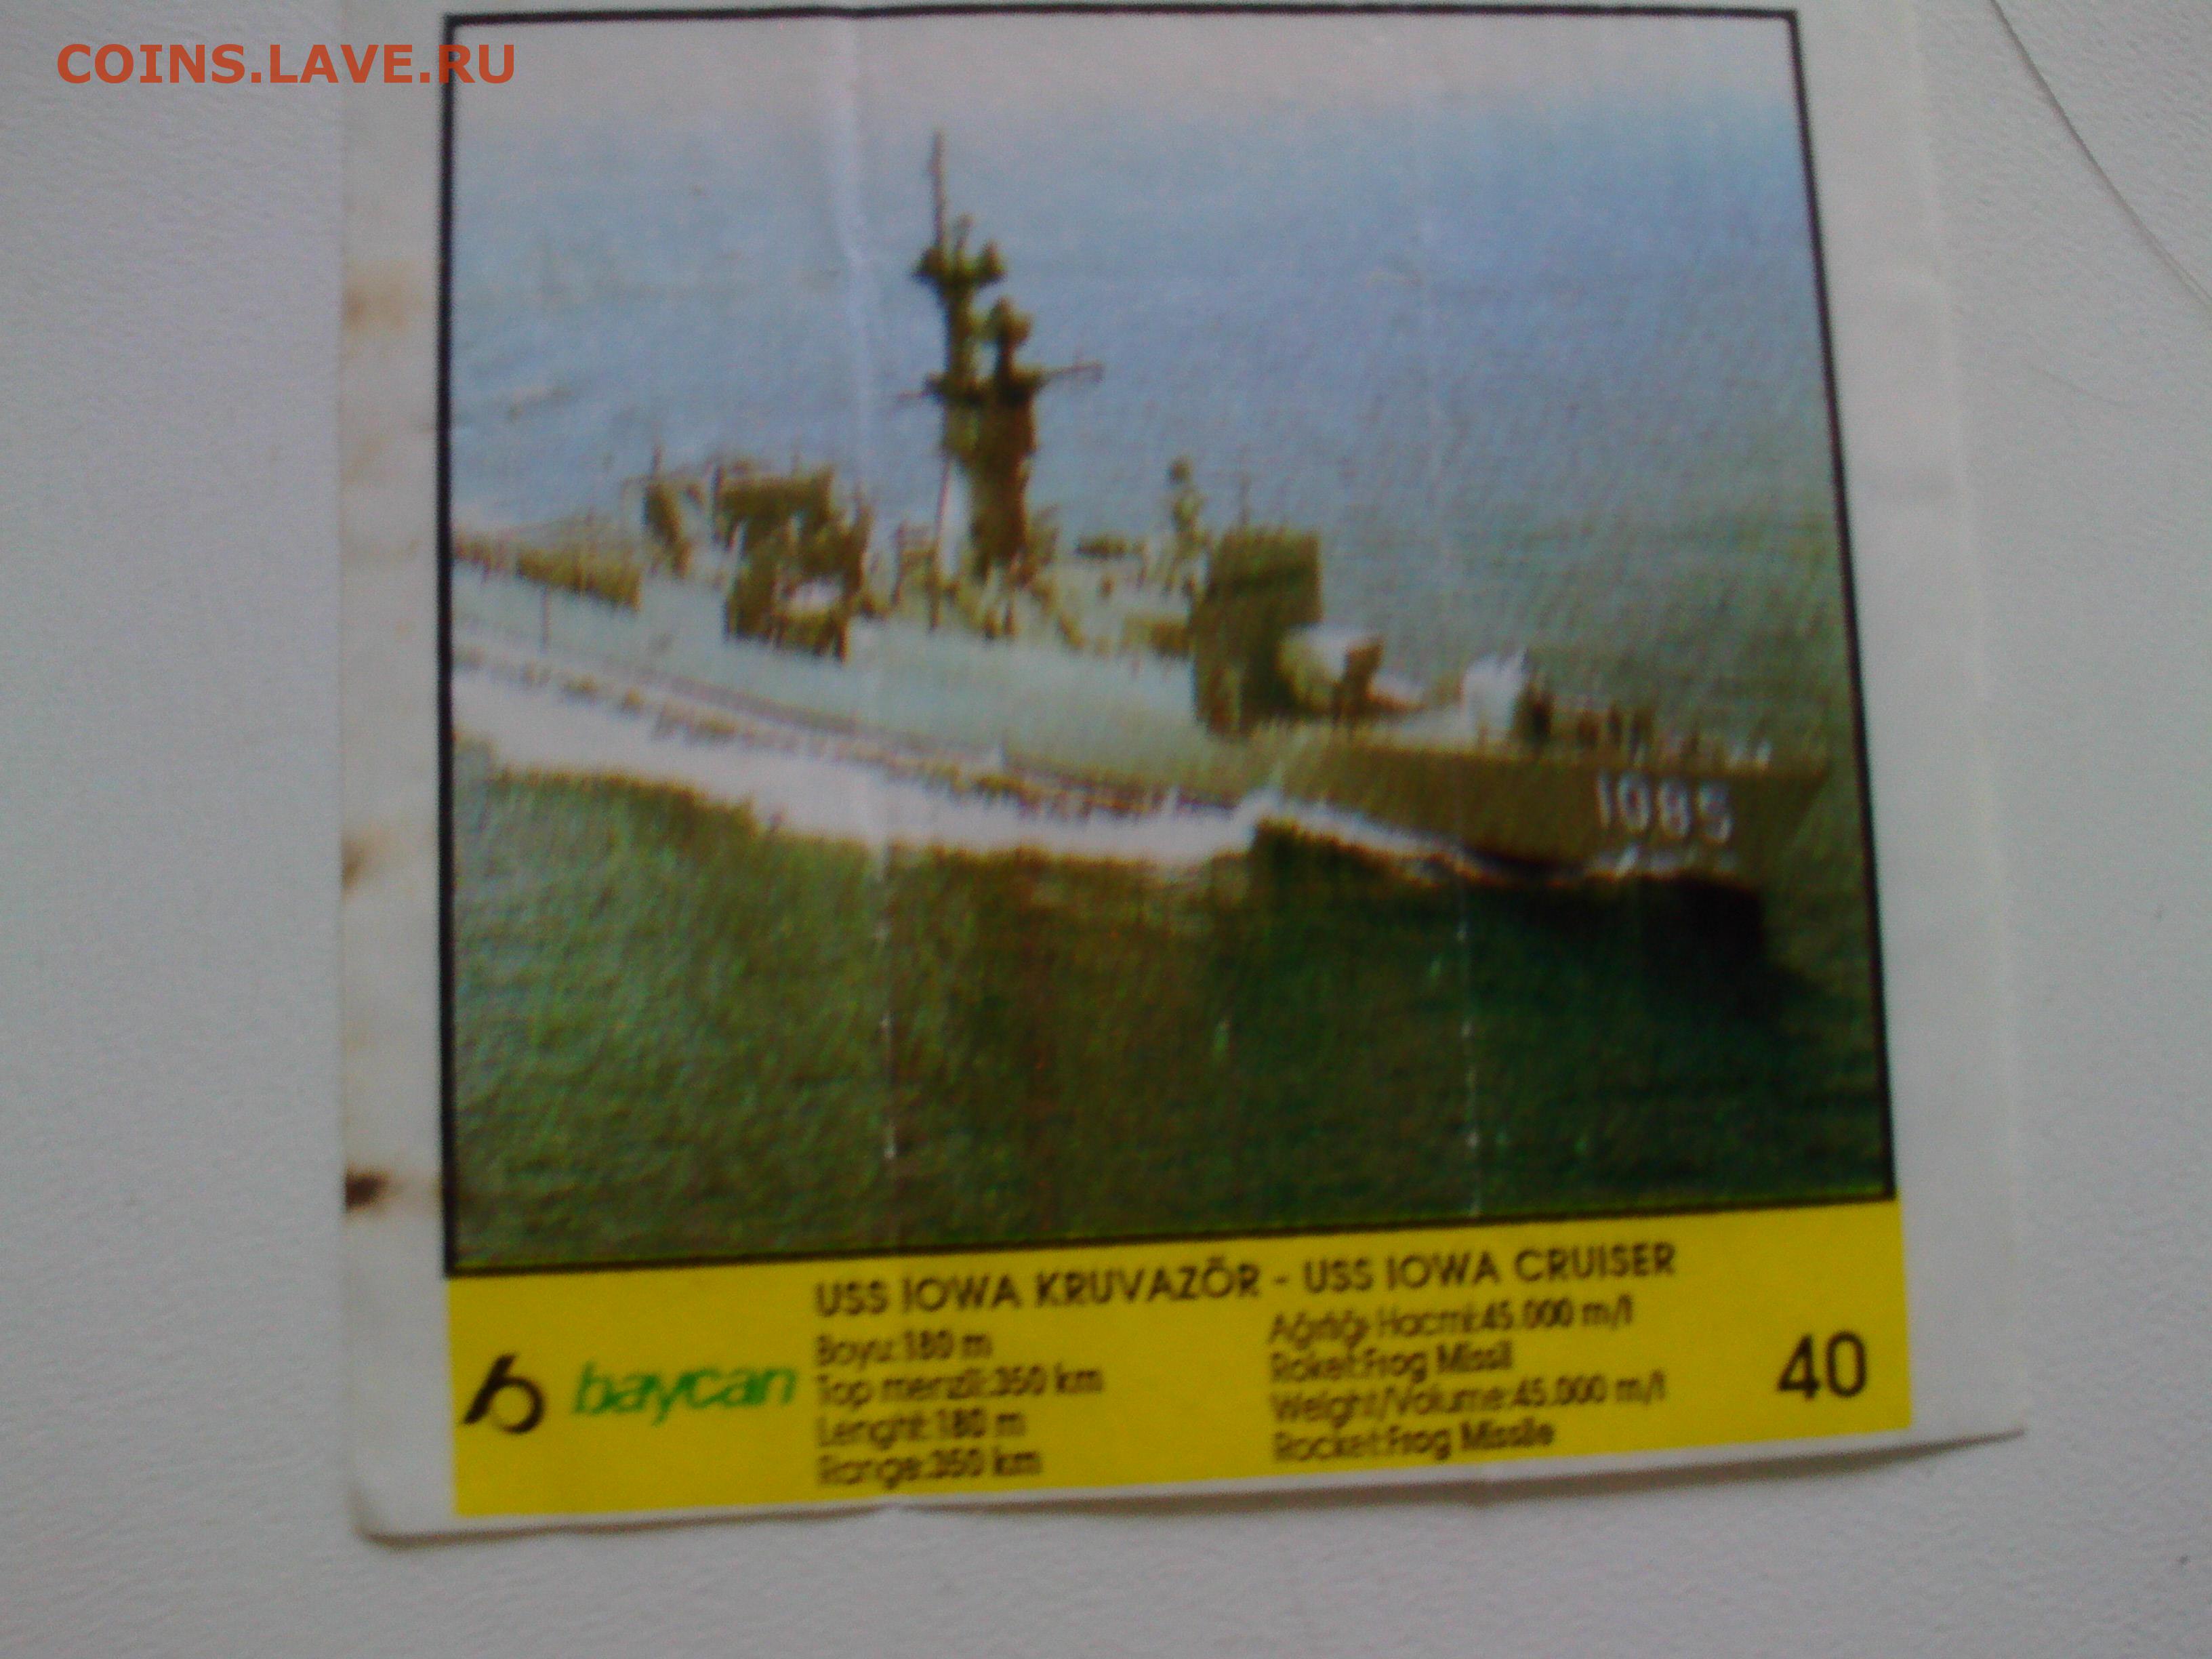 COINS.LAVE.RU
1085
USS İOWA KRUVAZÖR - USS IOWA CRUISER
Boyu:180 m
Top menzili:350 km
Lenght:180 m
Range:350 km
Ağırlığı Hacmi:45.000 m/l
Roket:Frog Missil
Weight/Volume:45.000 m/l
Rocket:Frog Missile
baycan
40